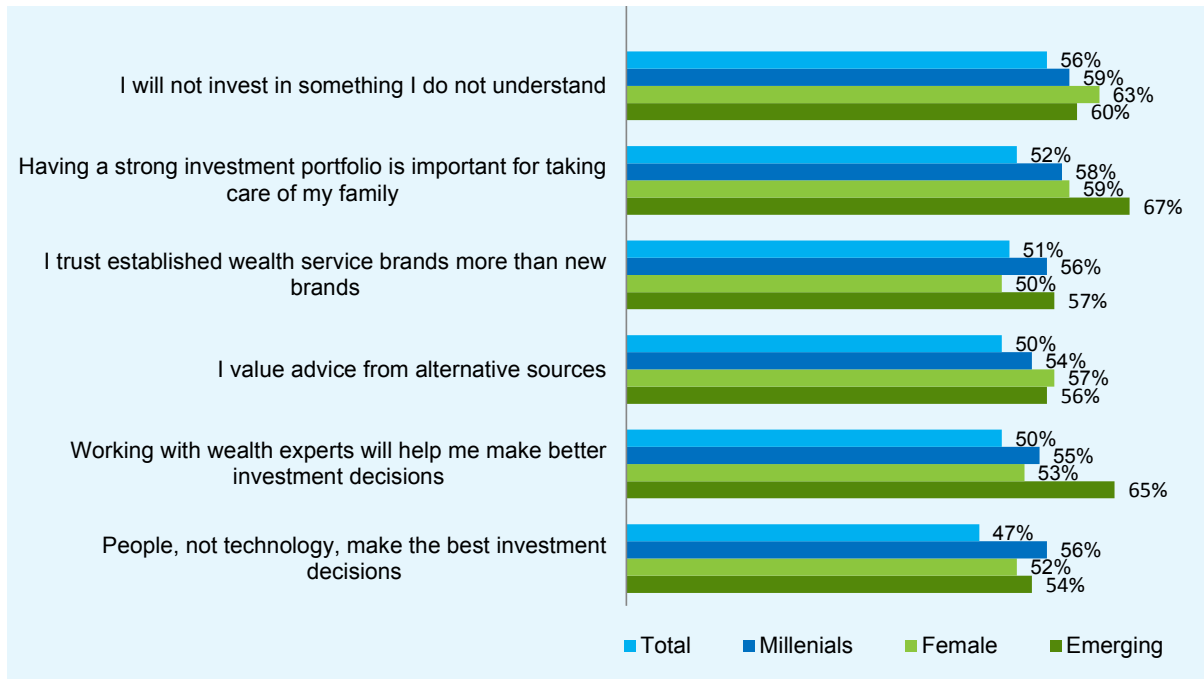 I will not invest in something I do not understand
56%
59%
63%
60%
Having a strong investment portfolio is important for taking
care of my family
52%
58%
59%
67%
I trust established wealth service brands more than new
brands
51%
56%
50%
57%
I value advice from alternative sources
50%
54%
57%
56%
Working with wealth experts will help me make better
investment decisions
50%
55%
53%
65%
People, not technology, make the best investment
decisions
47%
56%
52%
54%
Total Millenials Female Emerging